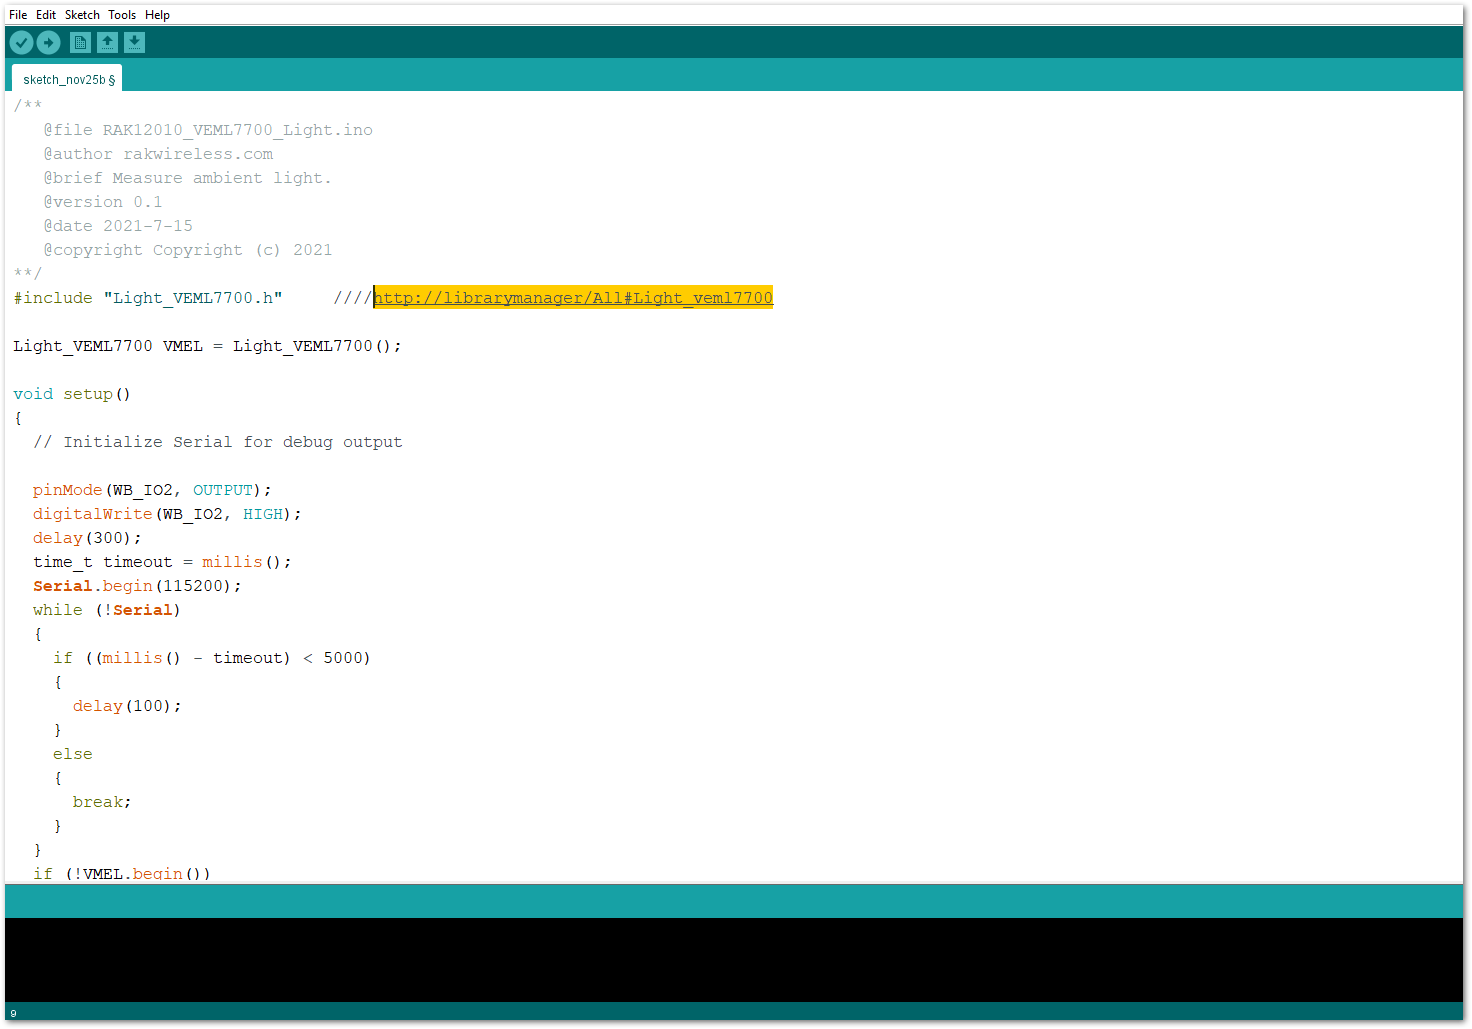 File Edit Sketch Tools Help
sketch_nov25b §
/**
@file RAK12010_VEML7700_Light.ino
@author rakwireless.com
@brief Measure ambient light.
@version 0.1
@date 2021-7-15
@copyright Copyright (c) 2021
**/
#include "Light_VEML7700.h"     ////http://librarymanager/All#Light_veml7700
Light_VEML7700 VMEL = Light_VEML7700();
void setup()
{
  // Initialize Serial for debug output
  pinMode(WB_IO2, OUTPUT);
  digitalWrite(WB_IO2, HIGH);
  delay(300);
  time_t timeout = millis();
  Serial.begin(115200);
  while (!Serial)
  {
    if ((millis() - timeout) < 5000)
    {
      delay(100);
    }
    else
    {
      break;
    }
  }
  if (!VMEL.begin())
9